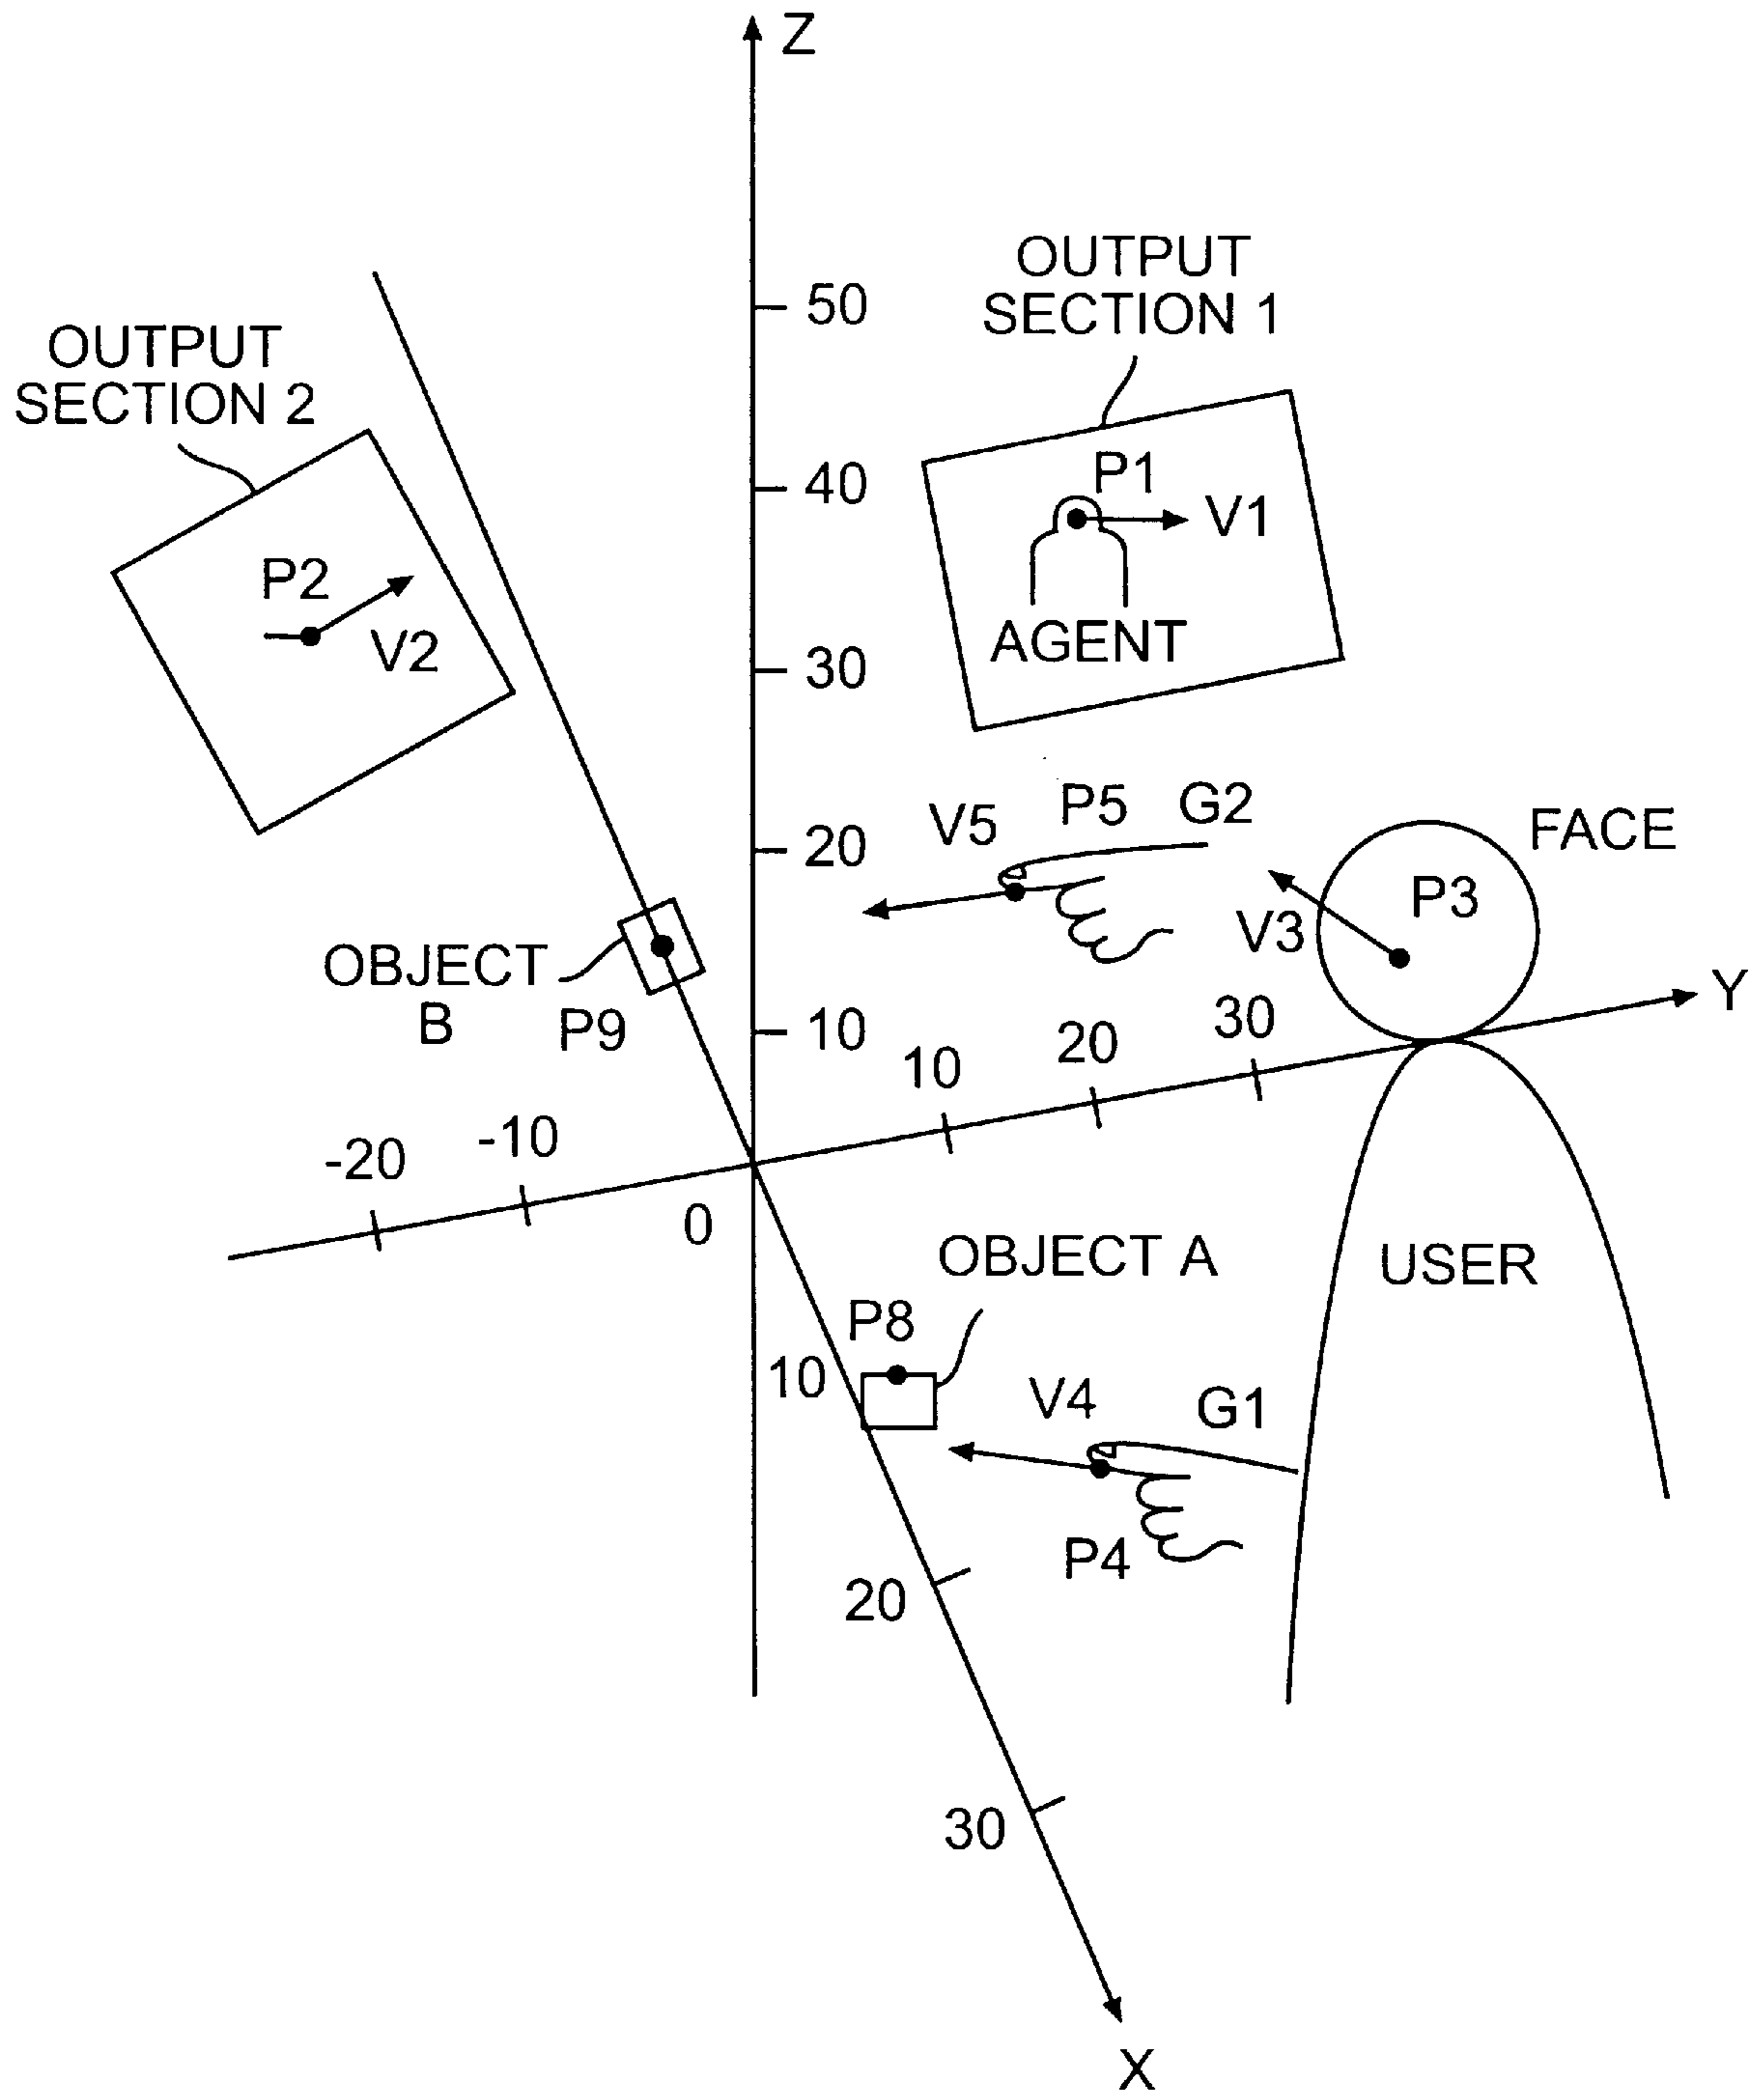 Z
OUTPUT
SECTION 1
50
OUTPUT
SECTION 2
40
P1
V1
P2
V2
AGENT
30
V5
P5
G2
20
FACE
P3
V3
OBJECT
B
P9
10
Y
10
20
30
-20
-10
0
OBJECT A
USER
P8
10
V4
G1
P4
20
30
X